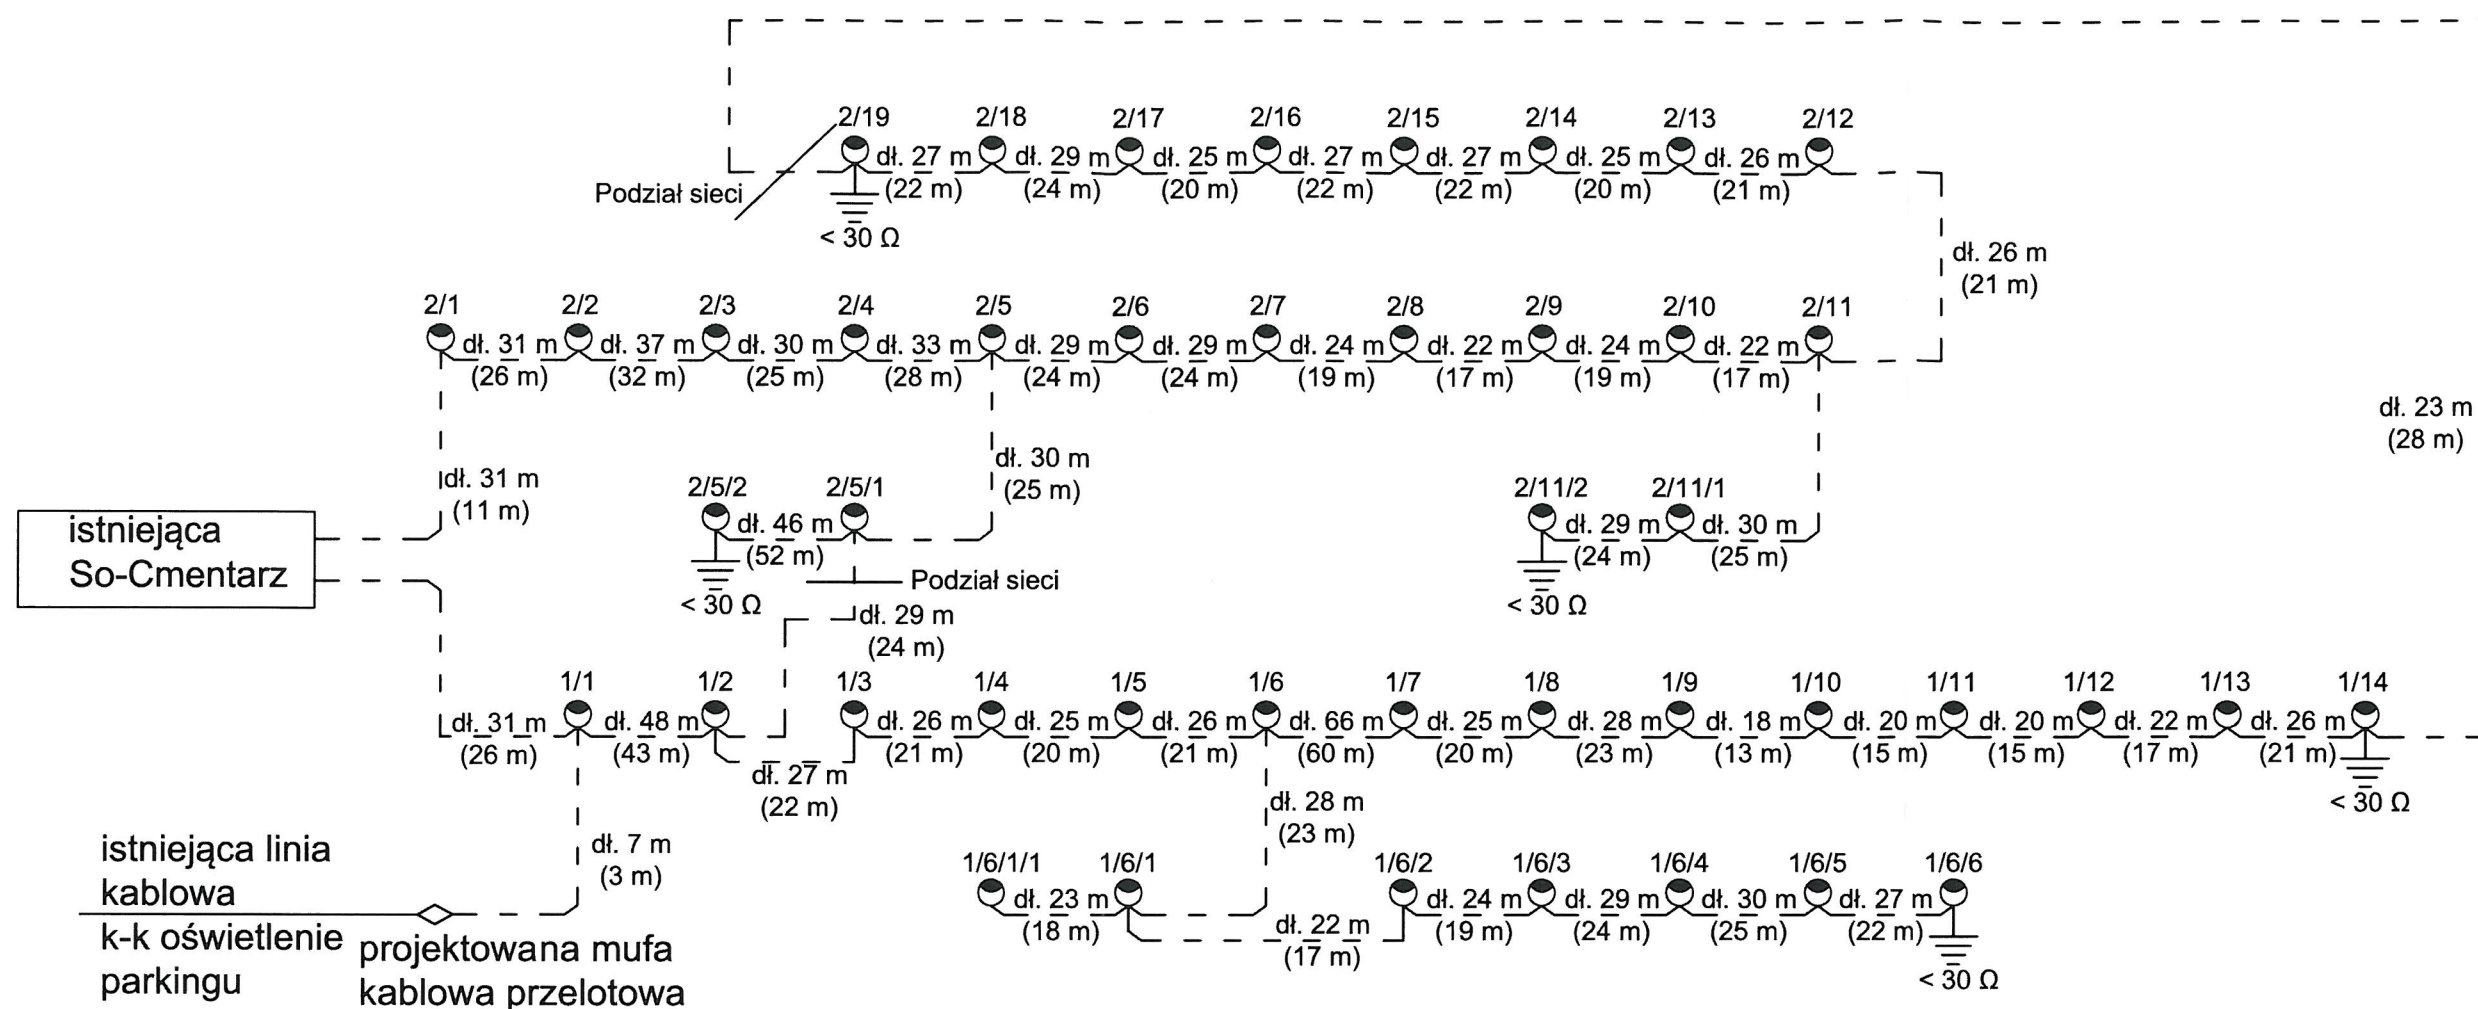 2/19 2/18 2/17 2/16 2/15 2/14 2/13 2/12
dł. 27 m dł. 29 m dł. 25 m dł. 27 m dł. 27 m dł. 25 m dł. 26 m
(22 m) (24 m) (20 m) (22 m) (22 m) (20 m) (21 m)
Podział sieci
< 30 Ω
dł. 26 m
(21 m)
2/1 2/2 2/3 2/4 2/5 2/6 2/7 2/8 2/9 2/10 2/11
dł. 31 m dł. 37 m dł. 30 m dł. 33 m dł. 29 m dł. 29 m dł. 24 m dł. 22 m dł. 24 m dł. 22 m
(26 m) (32 m) (25 m) (28 m) (24 m) (24 m) (19 m) (17 m) (19 m) (17 m)
dł. 23 m
(28 m)
dł. 31 m
(11 m)
dł. 30 m
(25 m)
2/5/2 2/5/1 2/11/2 2/11/1
dł. 46 m dł. 29 m dł. 30 m
(52 m) (24 m) (25 m)
< 30 Ω < 30 Ω
istniejąca
So-Cmentarz
Podział sieci
dł. 29 m
(24 m)
1/1 1/2 1/3 1/4 1/5 1/6 1/7 1/8 1/9 1/10 1/11 1/12 1/13 1/14
dł. 31 m dł. 48 m dł. 26 m dł. 25 m dł. 26 m dł. 66 m dł. 25 m dł. 28 m dł. 18 m dł. 20 m dł. 20 m dł. 22 m dł. 26 m
(26 m) (43 m) (21 m) (20 m) (21 m) (60 m) (20 m) (23 m) (13 m) (15 m) (15 m) (17 m) (21 m)
dł. 27 m
(22 m)
< 30 Ω
dł. 28 m
(23 m)
dł. 7 m
(3 m)
1/6/1/1 1/6/1 1/6/2 1/6/3 1/6/4 1/6/5 1/6/6
dł. 23 m dł. 24 m dł. 29 m dł. 30 m dł. 27 m
(18 m) (19 m) (24 m) (25 m) (22 m)
dł. 22 m
(17 m)
< 30 Ω
istniejąca linia
kablowa
k-k oświetlenie
parkingu
projektowana mufa
kablowa przelotowa